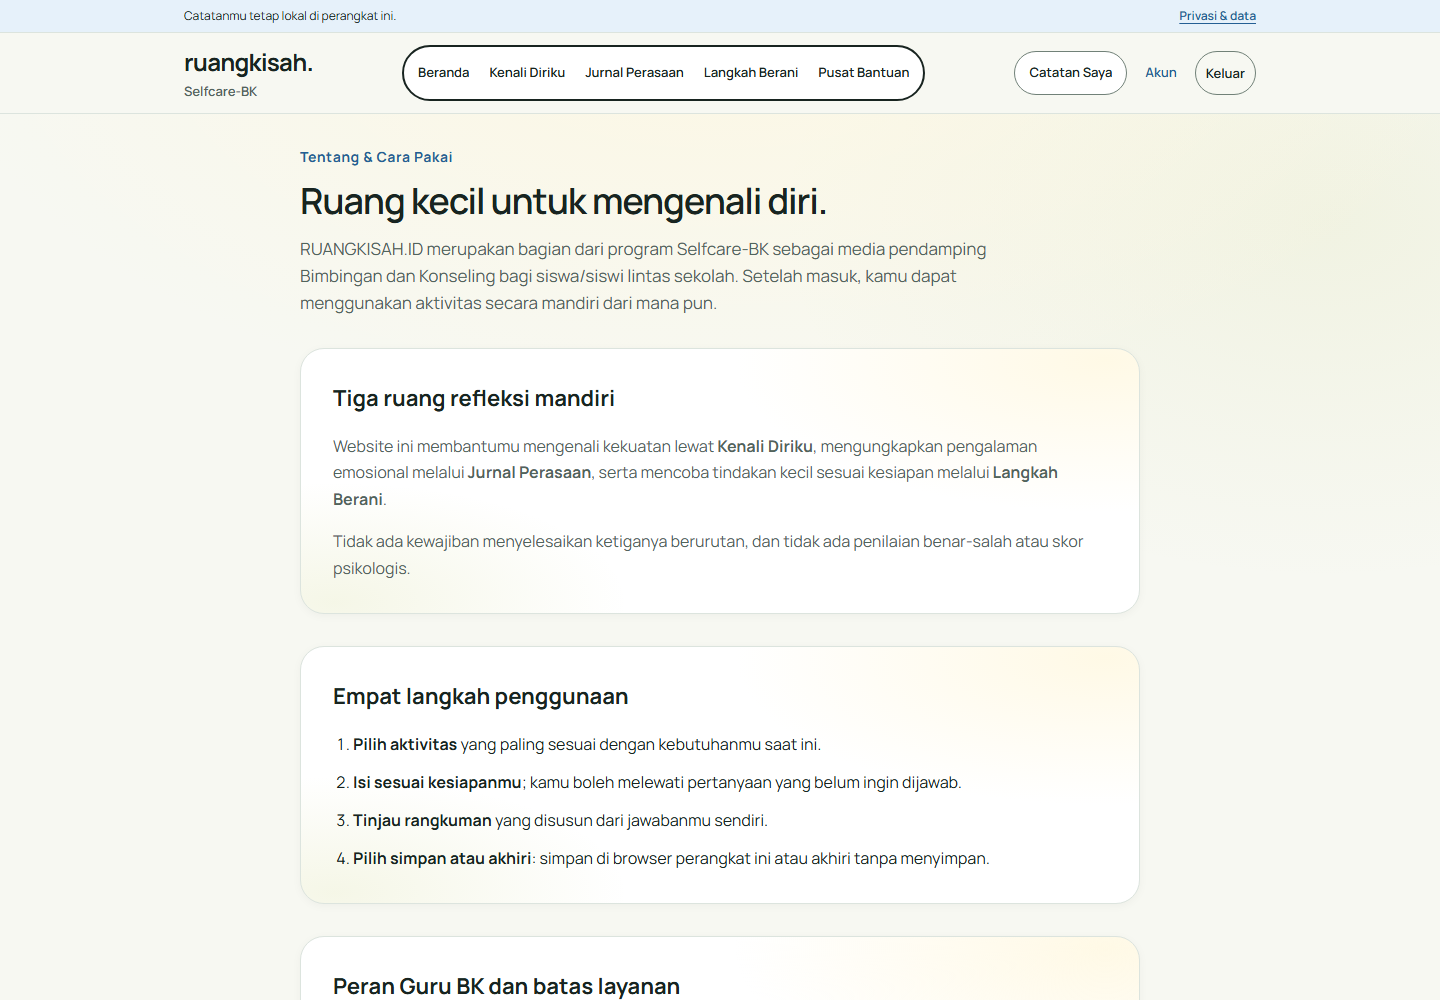 Catatanmu tetap lokal di perangkat ini.
Privasi & data
ruangkisah.
Selfcare-BK
Beranda
Kenali Diriku
Jurnal Perasaan
Langkah Berani
Pusat Bantuan
Catatan Saya
Akun
Keluar
Tentang & Cara Pakai
Ruang kecil untuk mengenali diri.
RUANGKISAH.ID merupakan bagian dari program Selfcare-BK sebagai media pendamping
Bimbingan dan Konseling bagi siswa/siswi lintas sekolah. Setelah masuk, kamu dapat
menggunakan aktivitas secara mandiri dari mana pun.
Tiga ruang refleksi mandiri
Website ini membantumu mengenali kekuatan lewat Kenali Diriku, mengungkapkan pengalaman
emosional melalui Jurnal Perasaan, serta mencoba tindakan kecil sesuai kesiapan melalui Langkah
Berani.
Tidak ada kewajiban menyelesaikan ketiganya berurutan, dan tidak ada penilaian benar-salah atau skor
psikologis.
Empat langkah penggunaan
1. Pilih aktivitas yang paling sesuai dengan kebutuhanmu saat ini.
2. Isi sesuai kesiapanmu; kamu boleh melewati pertanyaan yang belum ingin dijawab.
3. Tinjau rangkuman yang disusun dari jawabanmu sendiri.
4. Pilih simpan atau akhiri: simpan di browser perangkat ini atau akhiri tanpa menyimpan.
Peran Guru BK dan batas layanan